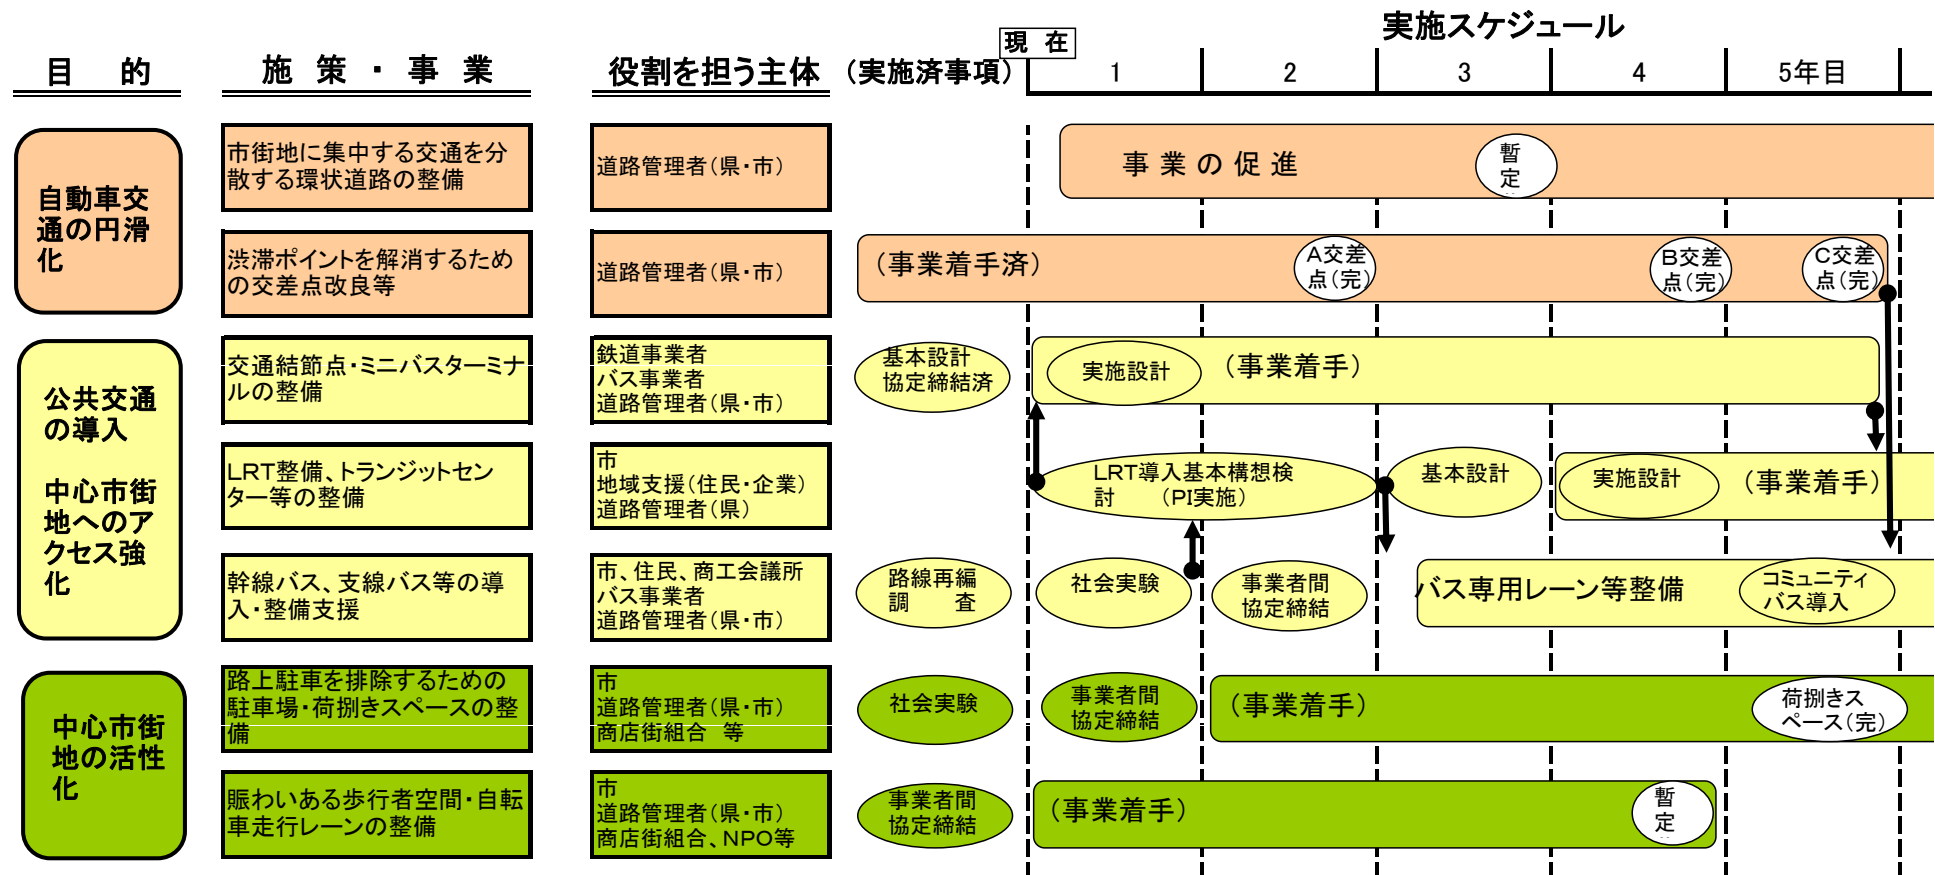 実施スケジュール
現 在
目 的
施 策 ・ 事 業
役割を担う主体
（実施済事項）
1
2
3
4
5年目
自動車交
通の円滑
化
市街地に集中する交通を分
散する環状道路の整備
道路管理者（県・市）
事 業 の 促 進
暫
定
渋滞ポイントを解消するため
の交差点改良等
道路管理者（県・市）
（事業着手済）
A交差
点（完）
B交差
点（完）
C交差
点（完）
公共交通
の導入
中心市街
地へのア
クセス強
化
交通結節点・ミニバスターミナ
ルの整備
鉄道事業者
バス事業者
道路管理者（県・市）
基本設計
協定締結済
実施設計
（事業着手）
LRT整備、トランジットセン
ター等の整備
市
地域支援（住民・企業）
道路管理者（県）
LRT導入基本構想検
討 （PI実施）
基本設計
実施設計
（事業着手）
幹線バス、支線バス等の導
入・整備支援
市、住民、商工会議所
バス事業者
道路管理者（県・市）
路線再編
調 査
社会実験
事業者間
協定締結
バス専用レーン等整備
コミュニティ
バス導入
中心市街
地の活性
化
路上駐車を排除するための
駐車場・荷捌きスペースの整
備
市
道路管理者（県・市）
商店街組合 等
社会実験
事業者間
協定締結
（事業着手）
荷捌きス
ペース（完）
賑わいある歩行者空間・自転
車走行レーンの整備
市
道路管理者（県・市）
商店街組合、NPO等
事業者間
協定締結
（事業着手）
暫
定